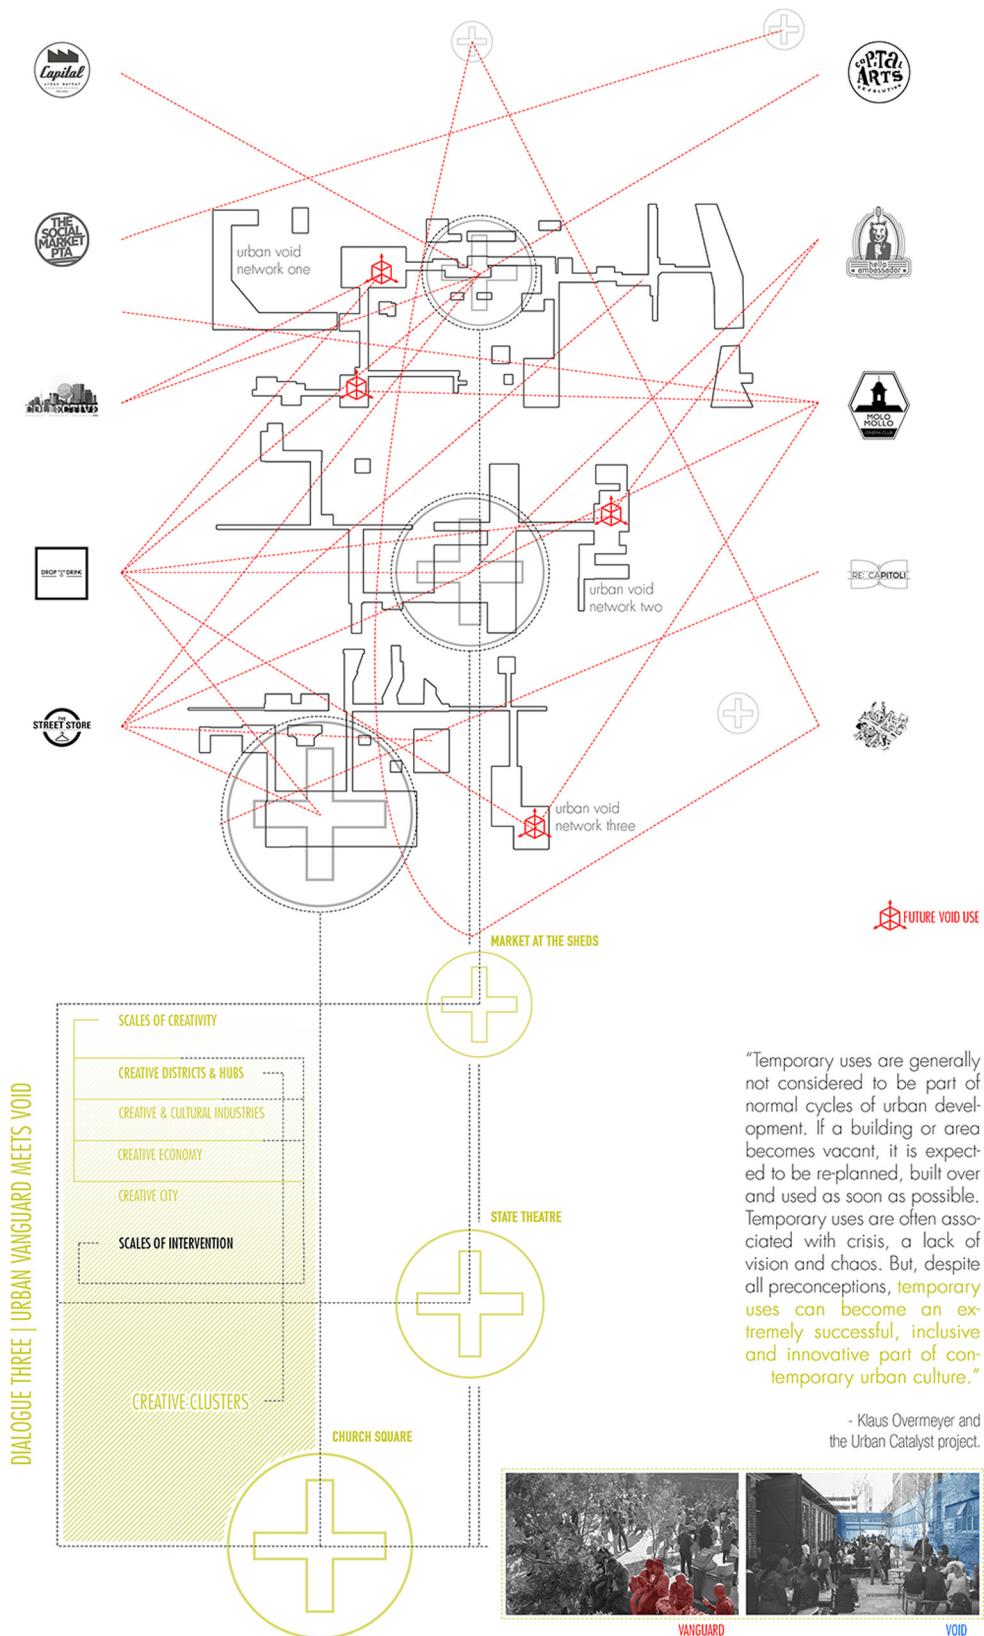 Capital
URBAN MARKET
CAPITAL
ARTS
REVOLUTION
THE
SOCIAL
MARKET
PTA
hello
ambassador
urban void
network one
COLLECTIVE
MOLO
MOLLO
CINEMA CLUB
DROP
DRINK
RE CAPITOLI
urban void
network two
THE
STREET STORE
urban void
network three
FUTURE VOID USE
MARKET AT THE SHEDS
SCALES OF CREATIVITY
CREATIVE DISTRICTS & HUBS
CREATIVE & CULTURAL INDUSTRIES
CREATIVE ECONOMY
CREATIVE CITY
SCALES OF INTERVENTION
CREATIVE CLUSTERS
DIALOGUE THREE | URBAN VANGUARD MEETS VOID
STATE THEATRE
CHURCH SQUARE
"Temporary uses are generally
not considered to be part of
normal cycles of urban devel-
opment. If a building or area
becomes vacant, it is expect-
ed to be re-planned, built over
and used as soon as possible.
Temporary uses are often asso-
ciated with crisis, a lack of
vision and chaos. But, despite
all preconceptions, temporary
uses can become an ex-
tremely successful, inclusive
and innovative part of con-
temporary urban culture."
- Klaus Overmeyer and
the Urban Catalyst project.
VANGUARD
VOID